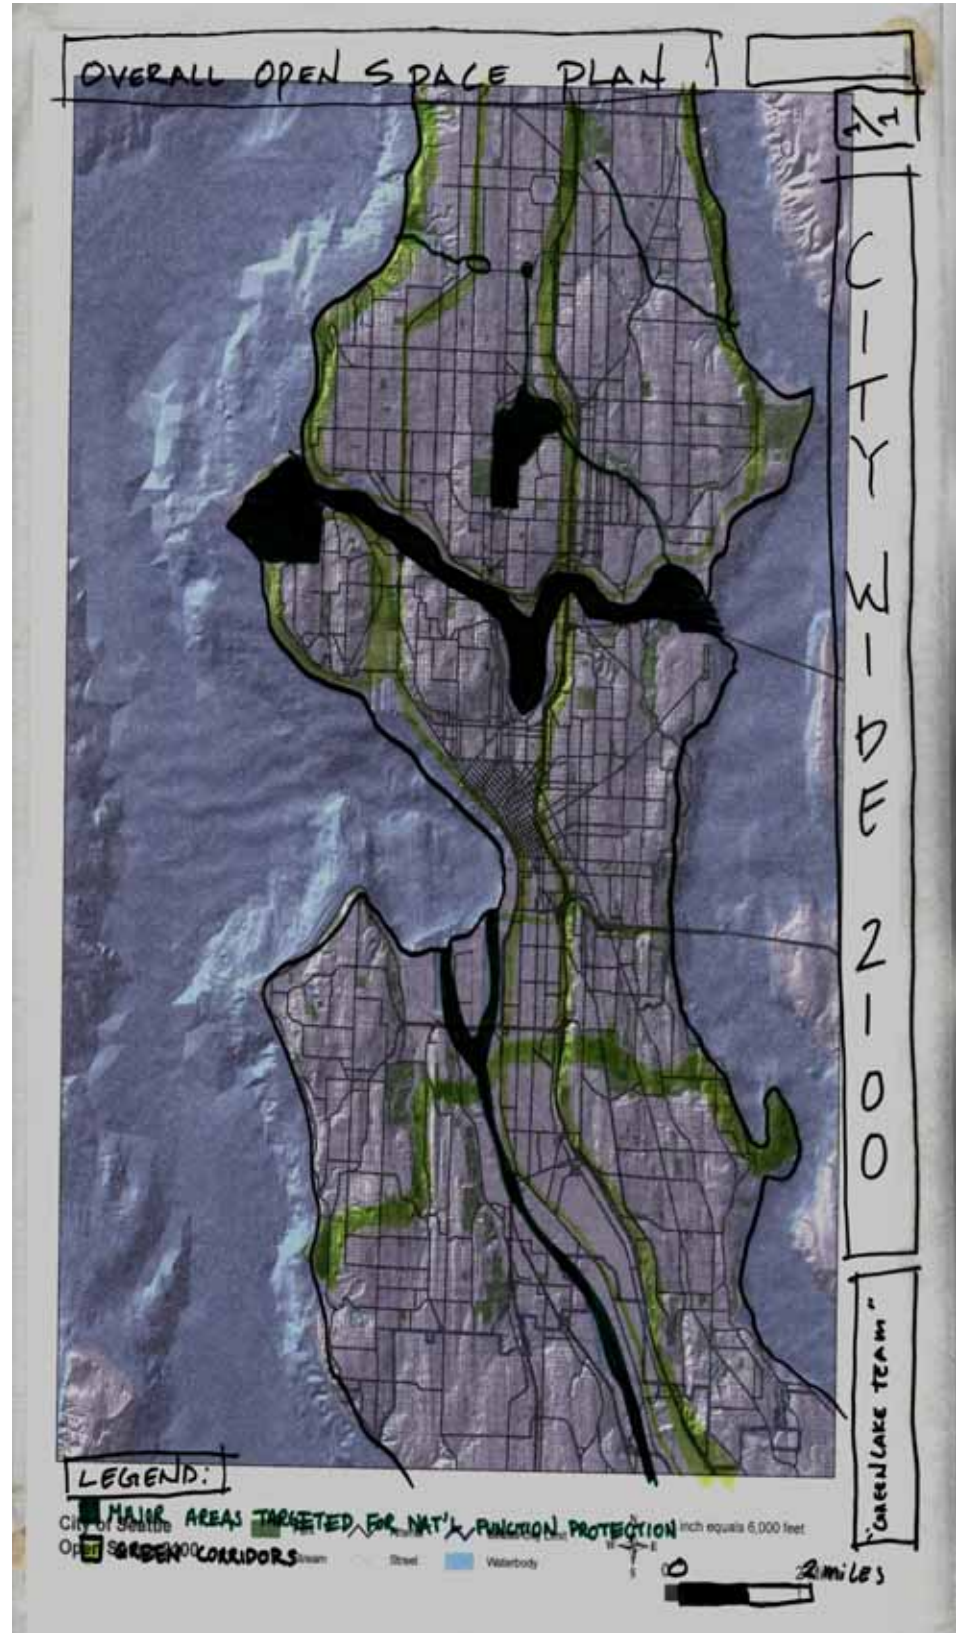 OVERALL OPEN SPACE PLAN
1/1
CITY WIDE 2100
"GREENLAKE TEAM"
LEGEND:
MAJOR AREAS TARGETED FOR NAT'L FUNCTION PROTECTION
GREEN CORRIDORS
City of Seattle
inch equals 6,000 feet
Street
Waterbody
W E
S
0 2 MILES